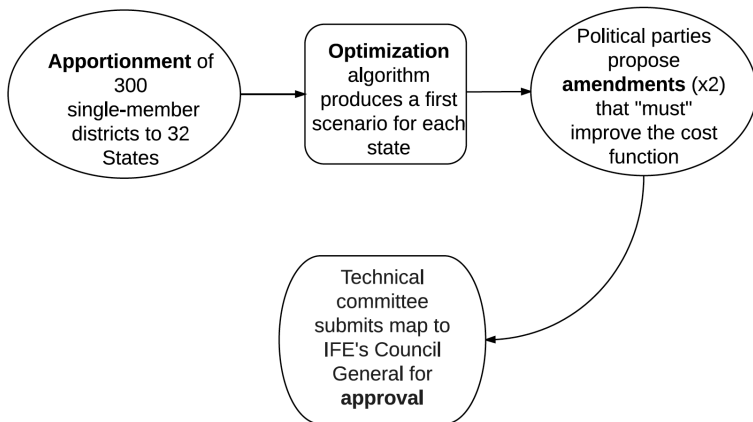 Apportionment of
300
single-member
districts to 32
States
Optimization
algorithm
produces a first
scenario for each
state
Political parties
propose
amendments (x2)
that "must"
improve the cost
function
Technical
committee
submits map to
IFE's Council
General for
approval